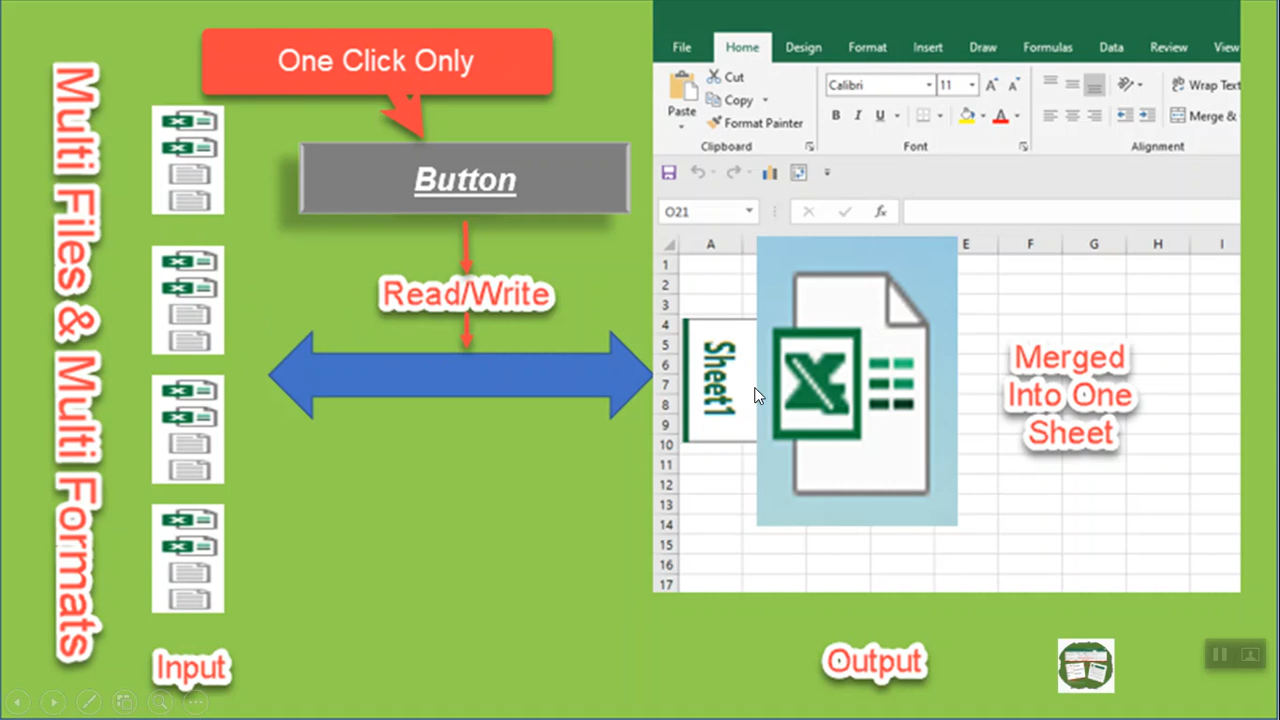 Multi Files & Multi Formats
One Click Only
Button
Read/Write
Input
File Home Design Format Insert Draw Formulas Data Review View
Paste
Cut
Copy
Format Painter
Clipboard
Calibri 11
B I U A
Font
Wrap Text
Merge &
Alignment
O21 fx
A E F G H I
1
2
3
4
5
6
7
8
9
10
11
12
13
14
15
16
17
Sheet1
X
Merged
Into One
Sheet
Output